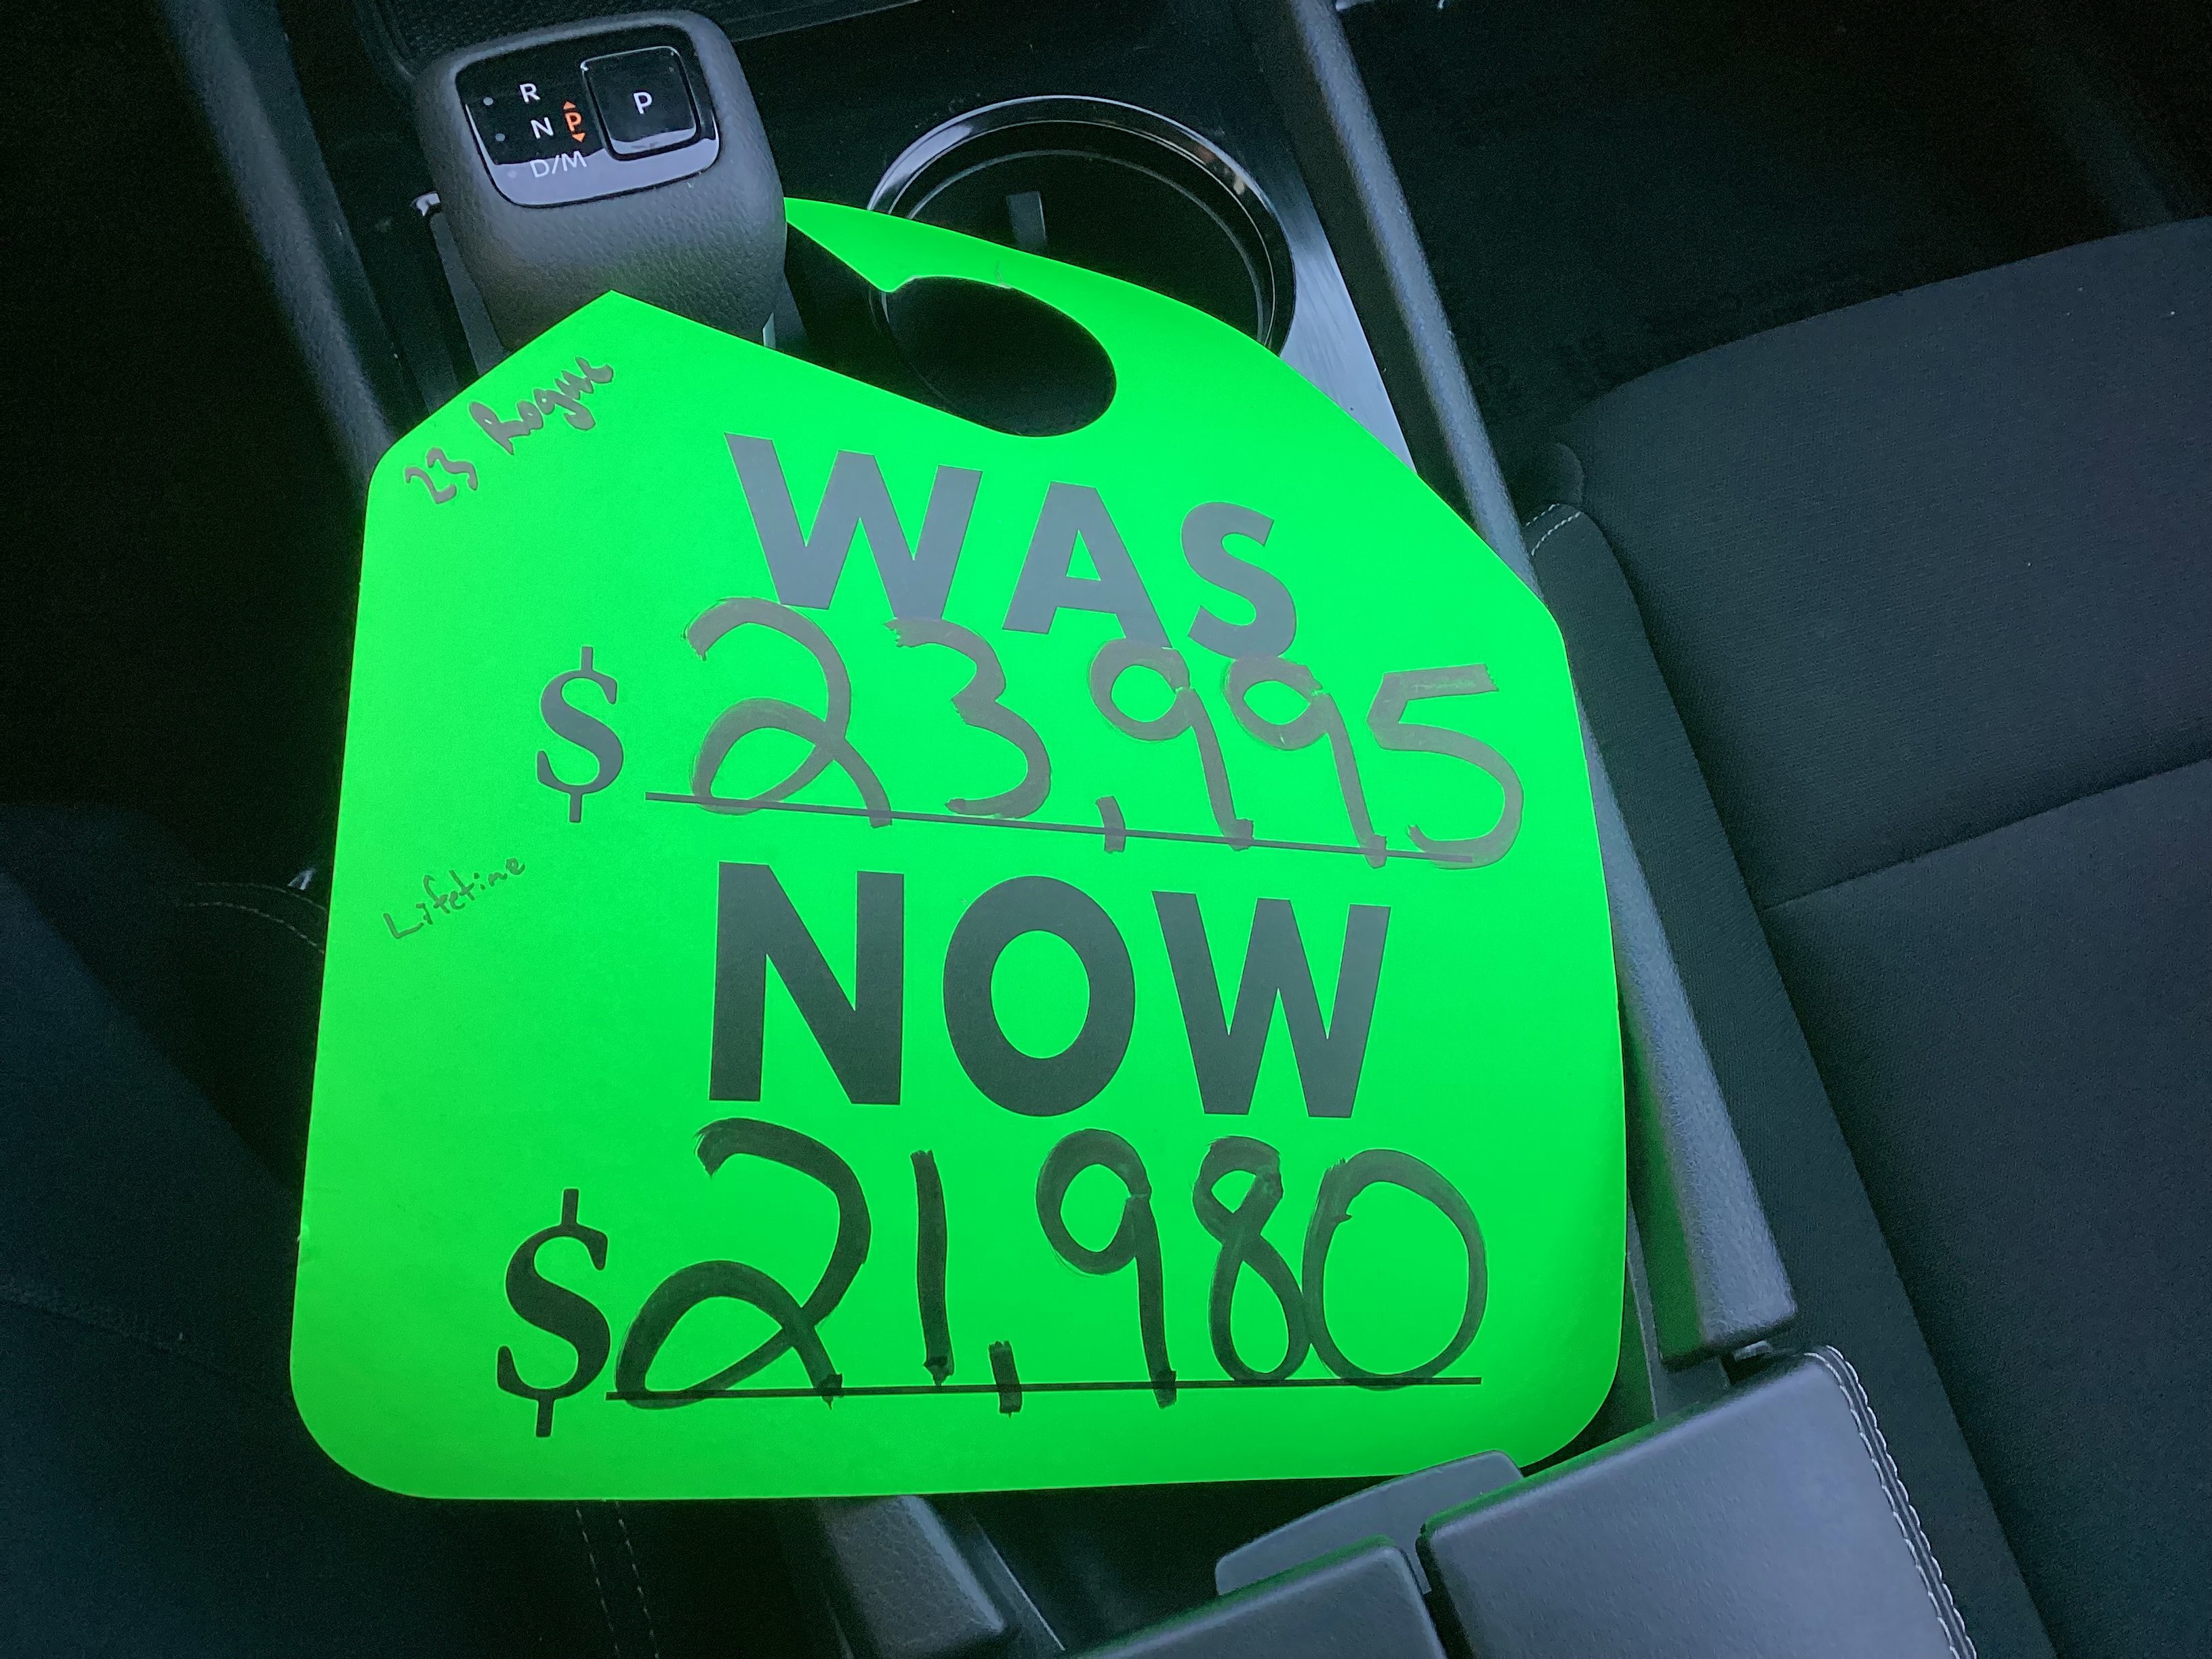 R
N P
D/M
P
23 Rogue
WAS
$ 23,995
Lifetime
NOW
$21,980